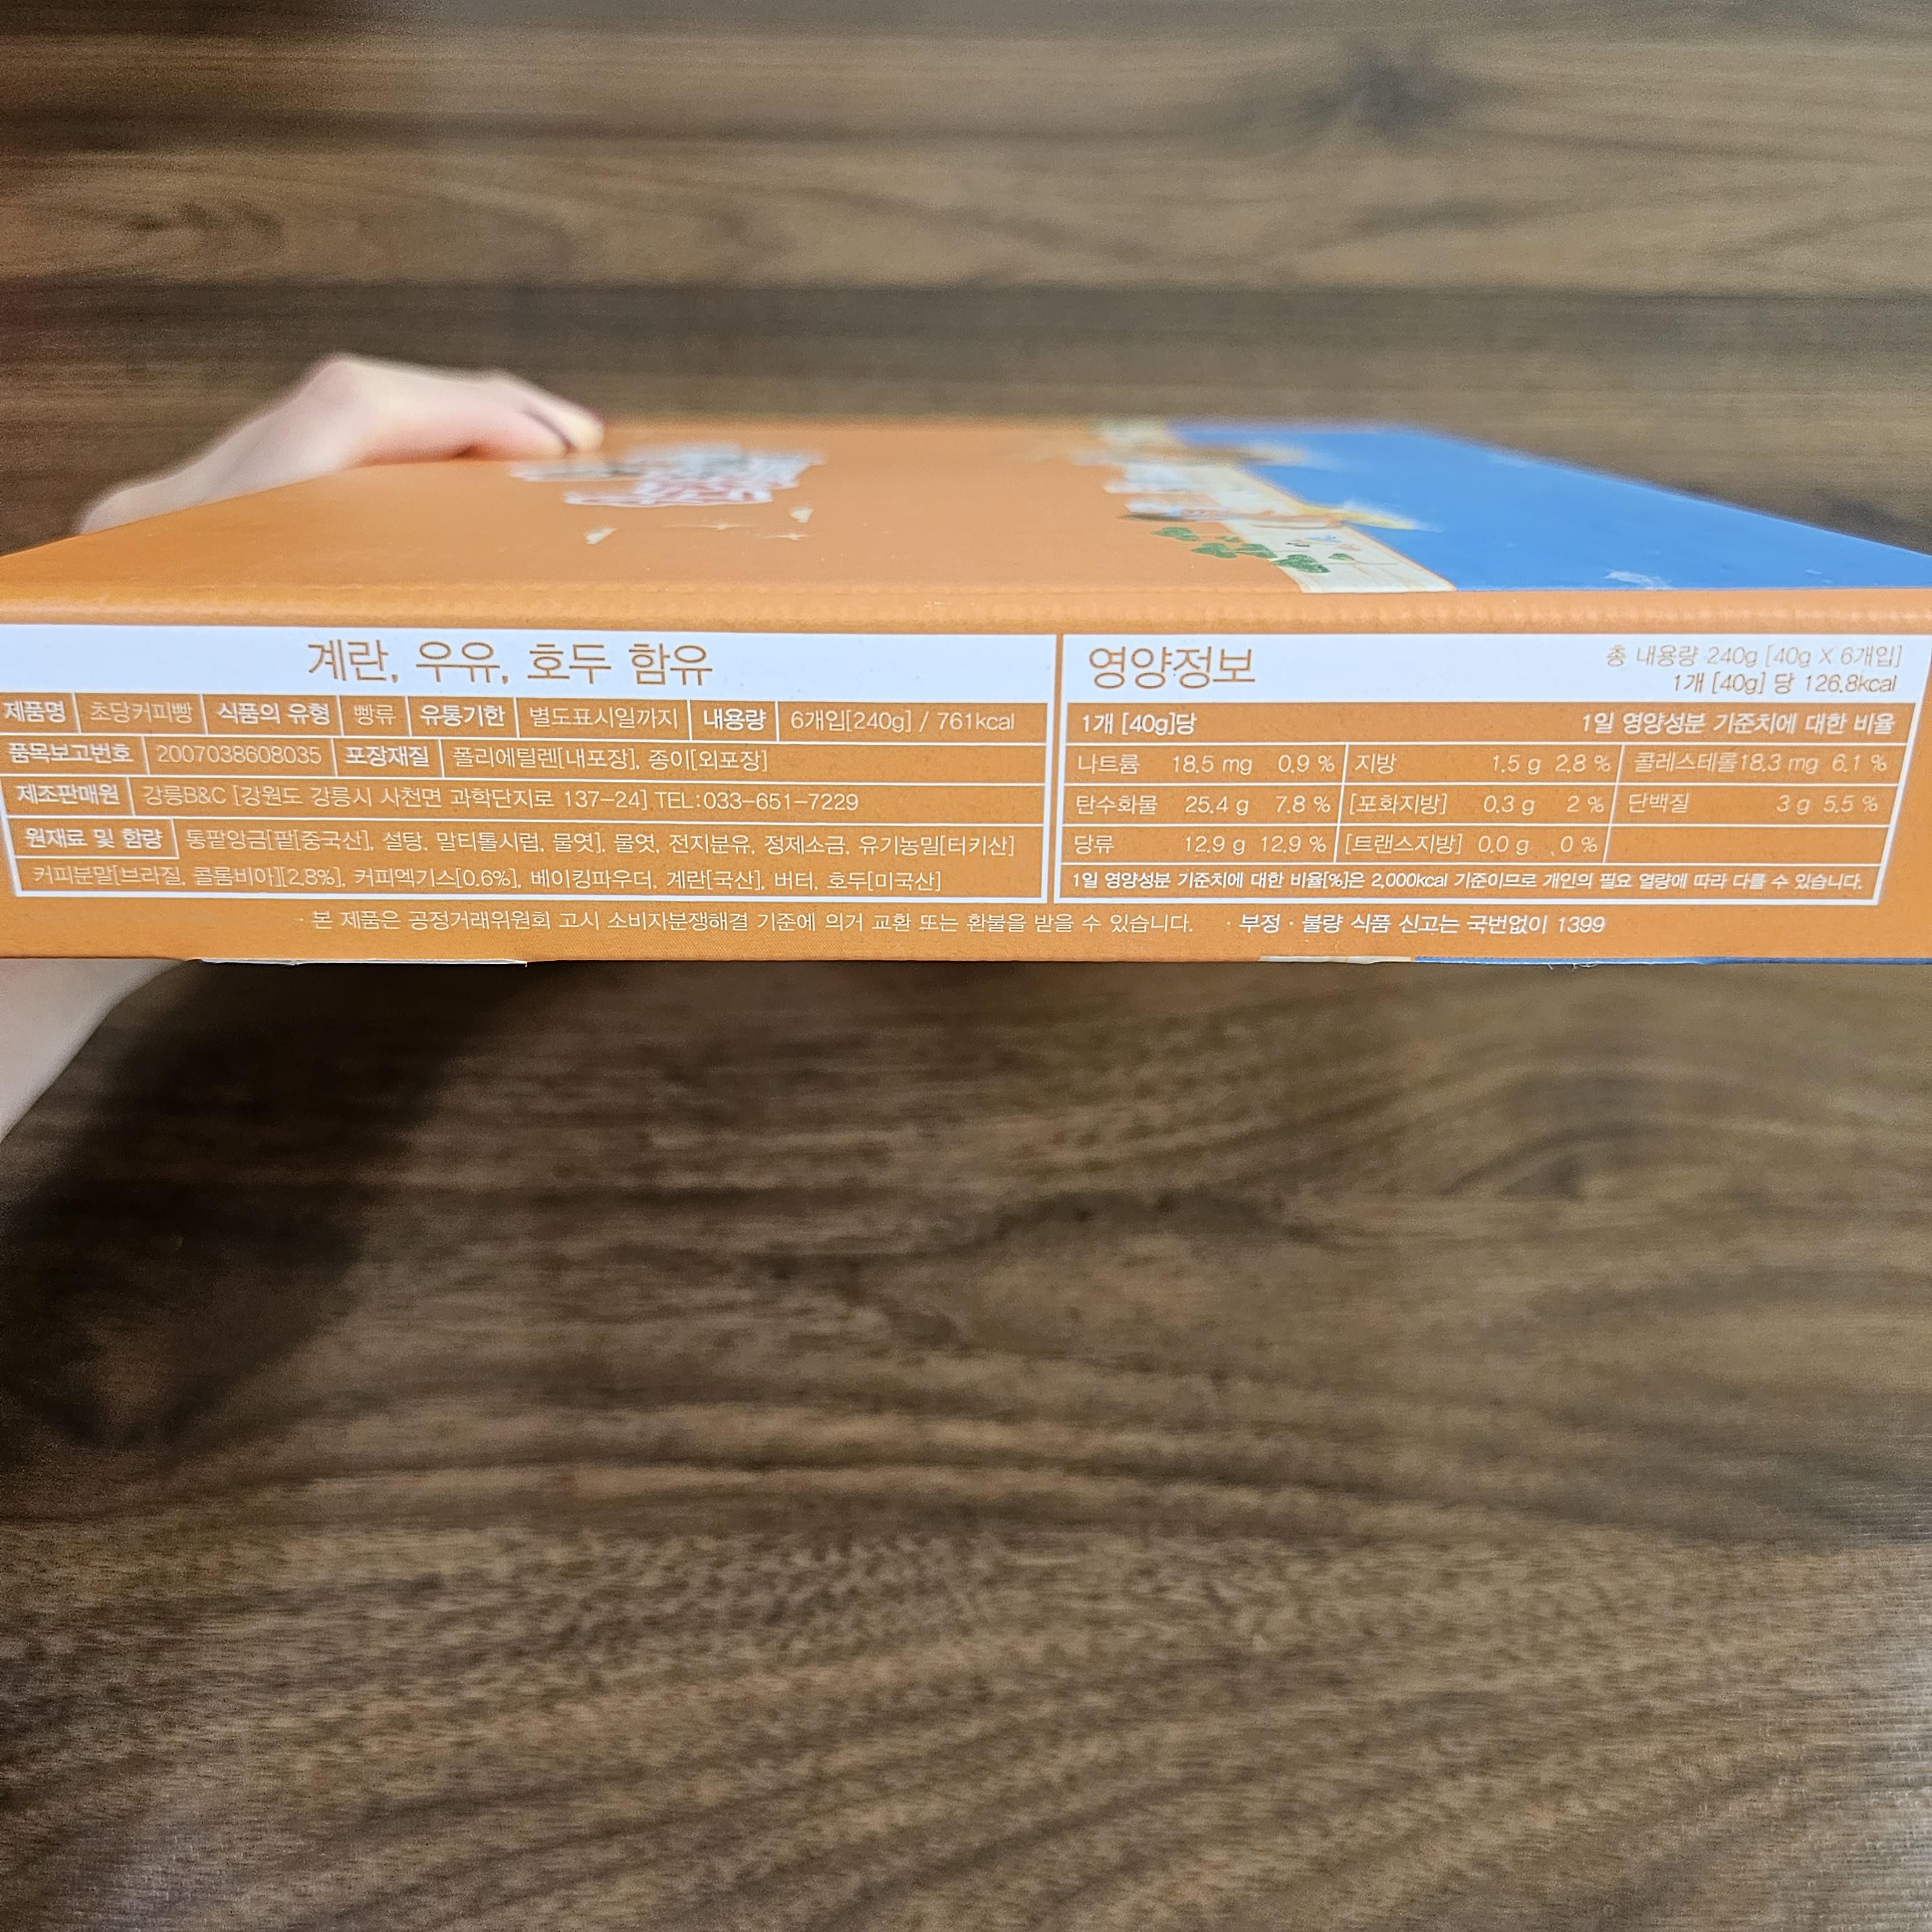 계란, 우유, 호두 함유
제품명 초당커피빵 식품의 유형 빵류 유통기한 별도표시일까지 내용량 6개입[240g] / 761kcal
품목보고번호 2007038608035 포장재질 폴리에틸렌[내포장], 종이[외포장]
제조판매원 강릉B&C [강원도 강릉시 사천면 과학단지로 137-24] TEL:033-651-7229
원재료 및 함량 통팥앙금[팥[중국산], 설탕, 말티톨시럽, 물엿], 물엿, 전지분유, 정제소금, 유기농밀[터키산]
커피분말[브라질, 콜롬비아][2.8%], 커피엑기스[0.6%], 베이킹파우더, 계란[국산], 버터, 호두[미국산]
영양정보 총 내용량 240g [40g X 6개입]
1개 [40g] 당 126.8kcal
1개 [40g]당 1일 영양성분 기준치에 대한 비율
나트륨 18.5 mg 0.9 % 지방 1.5 g 2.8 % 콜레스테롤 18.3 mg 6.1 %
탄수화물 25.4 g 7.8 % [포화지방] 0.3 g 2 % 단백질 3 g 5.5 %
당류 12.9 g 12.9 % [트랜스지방] 0.0 g 0 %
1일 영양성분 기준치에 대한 비율[%]은 2,000kcal 기준이므로 개인의 필요 열량에 따라 다를 수 있습니다.
· 본 제품은 공정거래위원회 고시 소비자분쟁해결 기준에 의거 교환 또는 환불을 받을 수 있습니다. · 부정 · 불량 식품 신고는 국번없이 1399